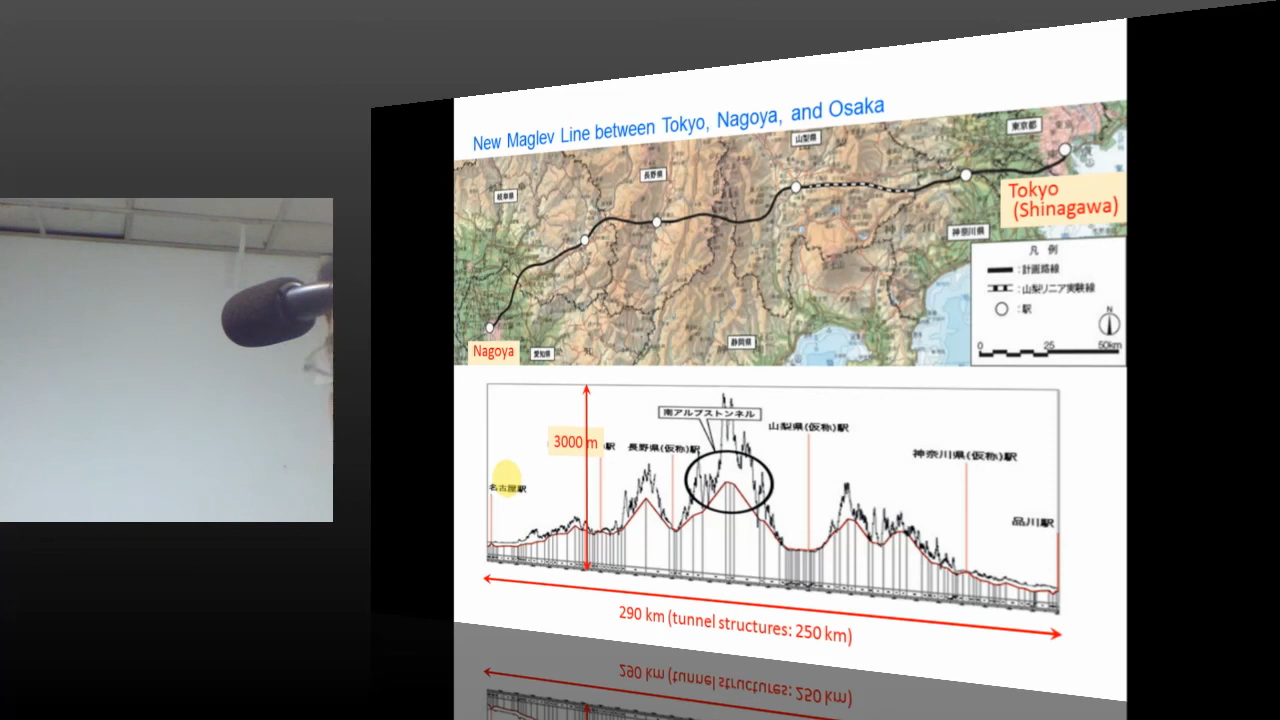 New Maglev Line between Tokyo, Nagoya, and Osaka
東京都
山梨県
長野県
岐阜県
Tokyo
(Shinagawa)
神奈川県
凡 例
:計画路線
:山梨リニア実験線
:駅
N
0 25 50km
静岡県
愛知県
Nagoya
南アルプストンネル
山梨県(仮称)駅
3000 m
駅
長野県(仮称)駅
神奈川県(仮称)駅
名古屋駅
品川駅
290 km (tunnel structures: 250 km)
290 km (tunnel structures: 250 km)